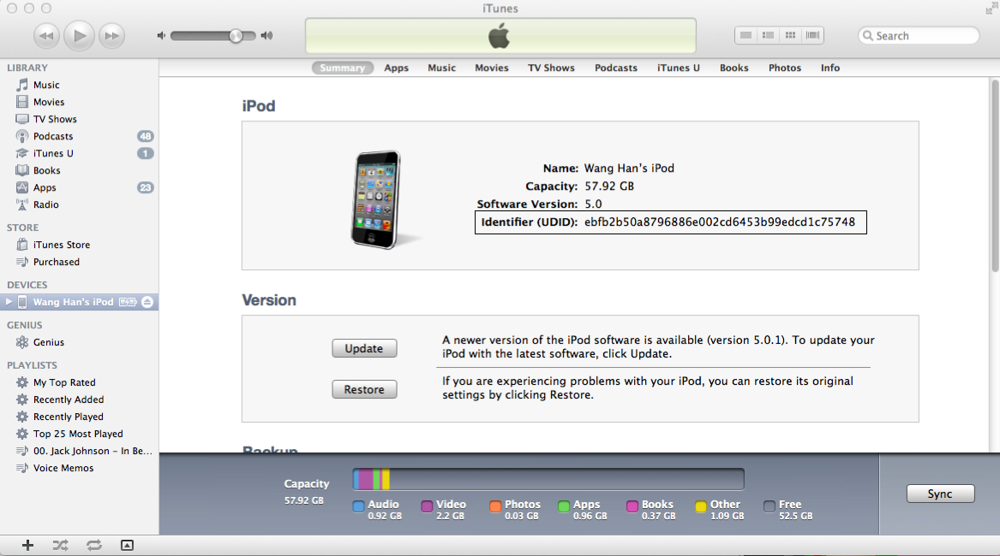 iTunes
Search
LIBRARY
Music
Movies
TV Shows
Podcasts 48
iTunes U 1
Books
Apps 23
Radio
STORE
iTunes Store
Purchased
DEVICES
Wang Han's iPod
GENIUS
Genius
PLAYLISTS
My Top Rated
Recently Added
Recently Played
Top 25 Most Played
00. Jack Johnson – In Be...
Voice Memos
Summary Apps Music Movies TV Shows Podcasts iTunes U Books Photos Info
iPod
Name: Wang Han's iPod
Capacity: 57.92 GB
Software Version: 5.0
Identifier (UDID): ebfb2b50a8796886e002cd6453b99edcd1c75748
Version
Update
A newer version of the iPod software is available (version 5.0.1). To update your
iPod with the latest software, click Update.
Restore
If you are experiencing problems with your iPod, you can restore its original
settings by clicking Restore.
Backup
Capacity
57.92 GB
Audio
0.92 GB
Video
2.2 GB
Photos
0.03 GB
Apps
0.96 GB
Books
0.37 GB
Other
1.09 GB
Free
52.5 GB
Sync